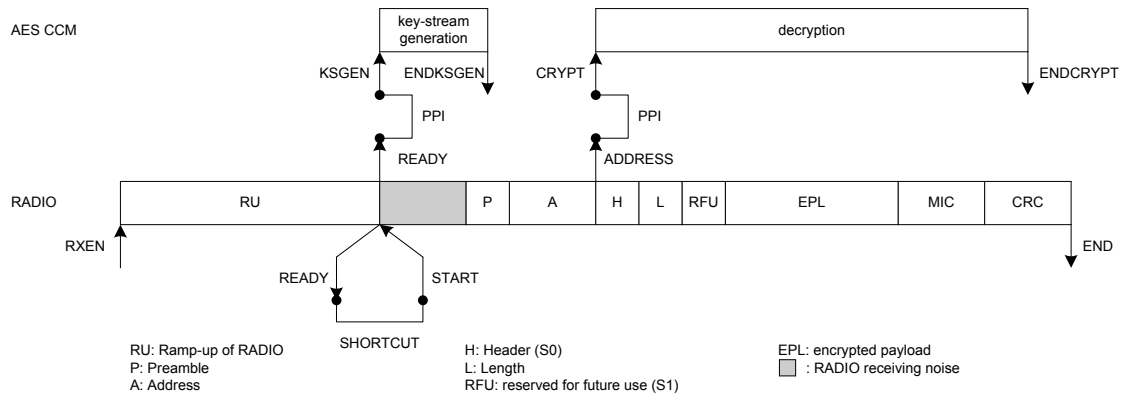 AES CCM
key-stream
generation
decryption
KSGEN
ENDKSGEN
CRYPT
ENDCRYPT
PPI
PPI
READY
ADDRESS
RADIO
RU
P
A
H
L
RFU
EPL
MIC
CRC
RXEN
END
READY
START
SHORTCUT
RU: Ramp-up of RADIO
P: Preamble
A: Address
H: Header (S0)
L: Length
RFU: reserved for future use (S1)
EPL: encrypted payload
: RADIO receiving noise